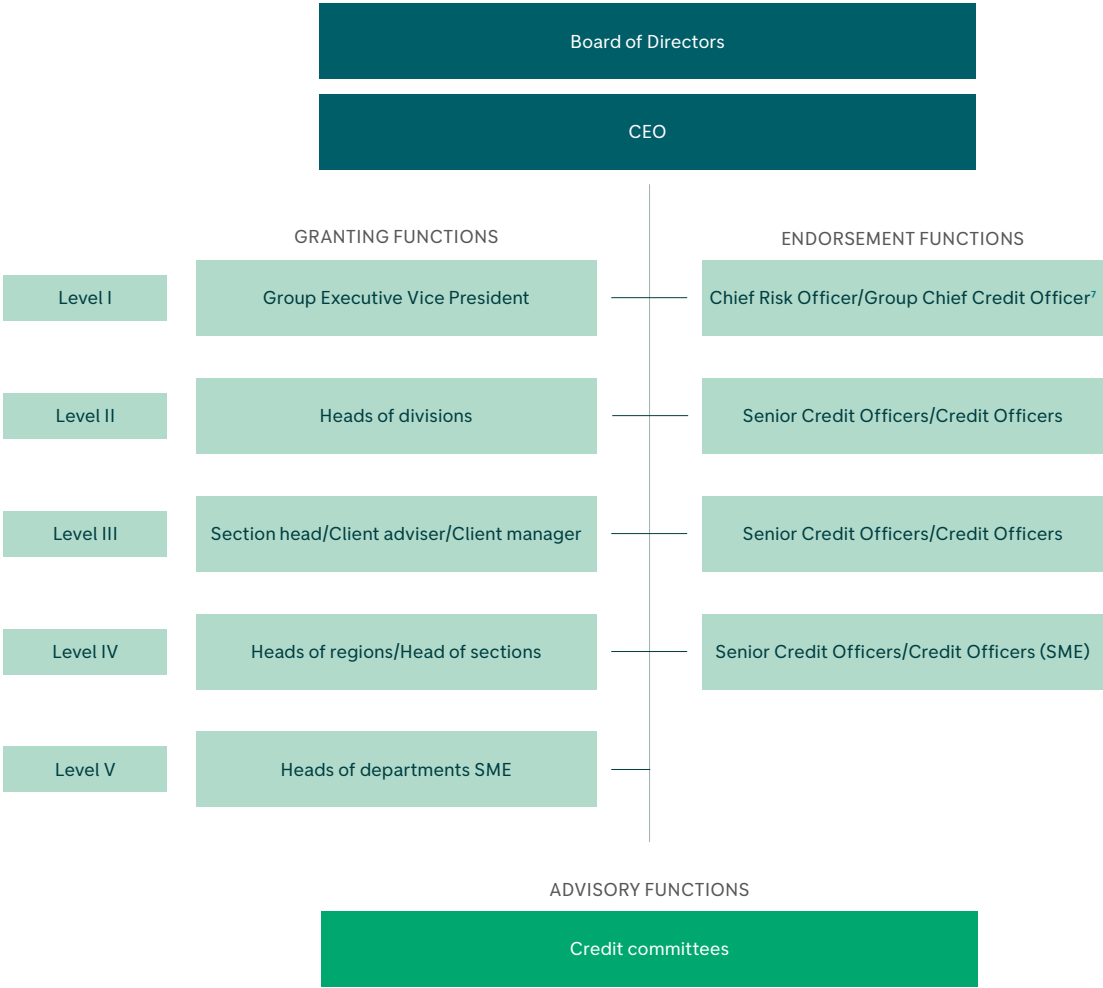 Board of Directors
CEO
GRANTING FUNCTIONS
ENDORSEMENT FUNCTIONS
Level I
Group Executive Vice President
Chief Risk Officer/Group Chief Credit Officer⁷
Level II
Heads of divisions
Senior Credit Officers/Credit Officers
Level III
Section head/Client adviser/Client manager
Senior Credit Officers/Credit Officers
Level IV
Heads of regions/Head of sections
Senior Credit Officers/Credit Officers (SME)
Level V
Heads of departments SME
ADVISORY FUNCTIONS
Credit committees